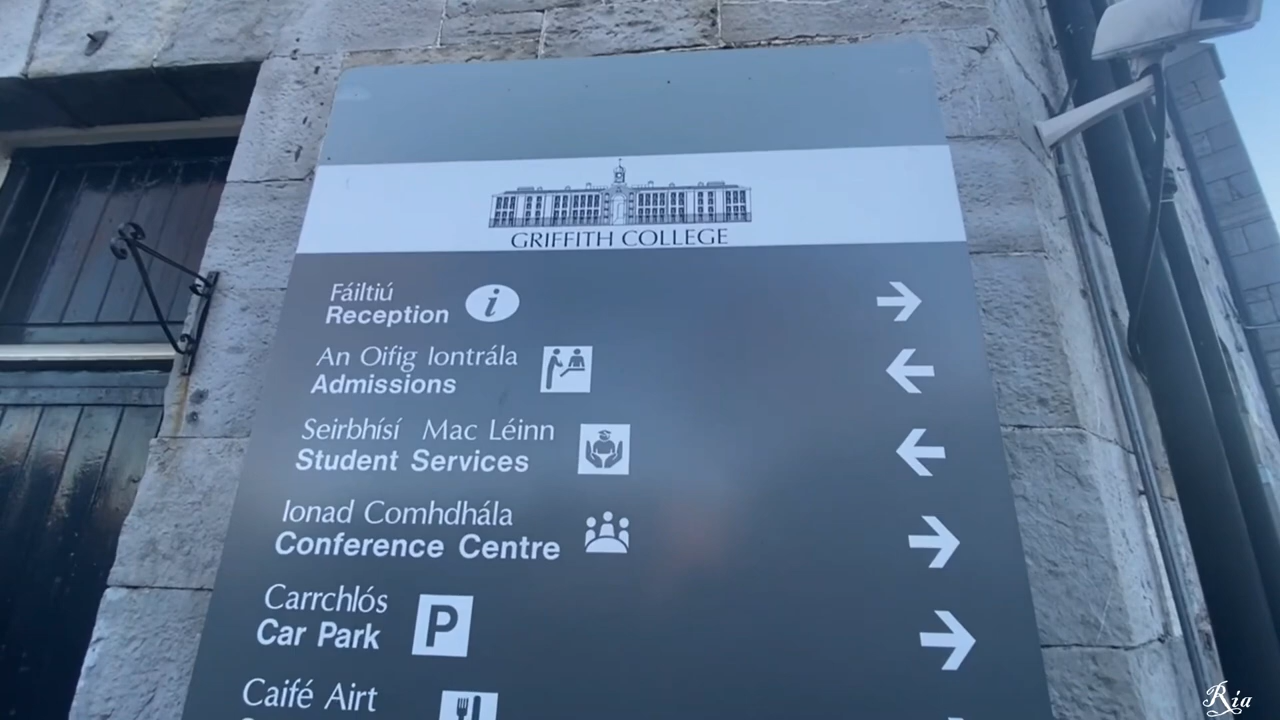 GRIFFITH COLLEGE
Fáiltiú
Reception
An Oifig Iontrála
Admissions
Seirbhísí Mac Léinn
Student Services
Ionad Comhdhála
Conference Centre
Carrchlós
Car Park
P
Caifé Airt
Ria